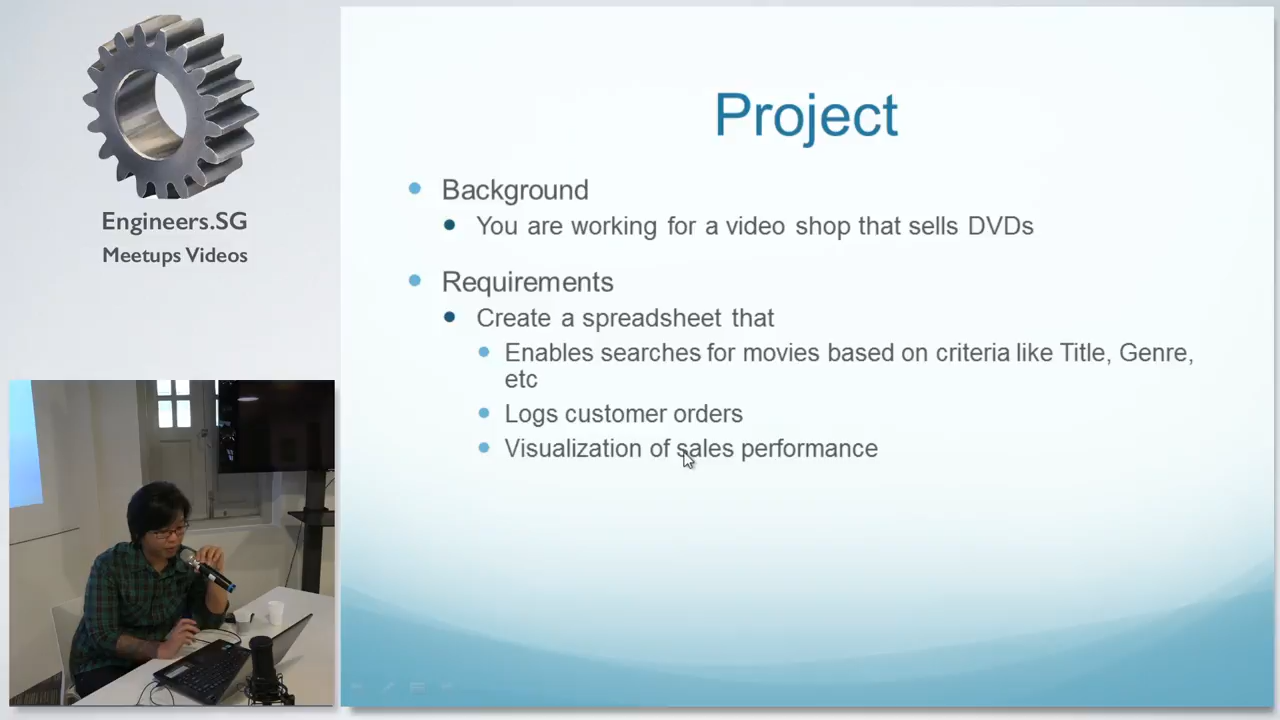 Engineers.SG
Meetups Videos
Project
Background
You are working for a video shop that sells DVDs
Requirements
Create a spreadsheet that
Enables searches for movies based on criteria like Title, Genre,
etc
Logs customer orders
Visualization of sales performance